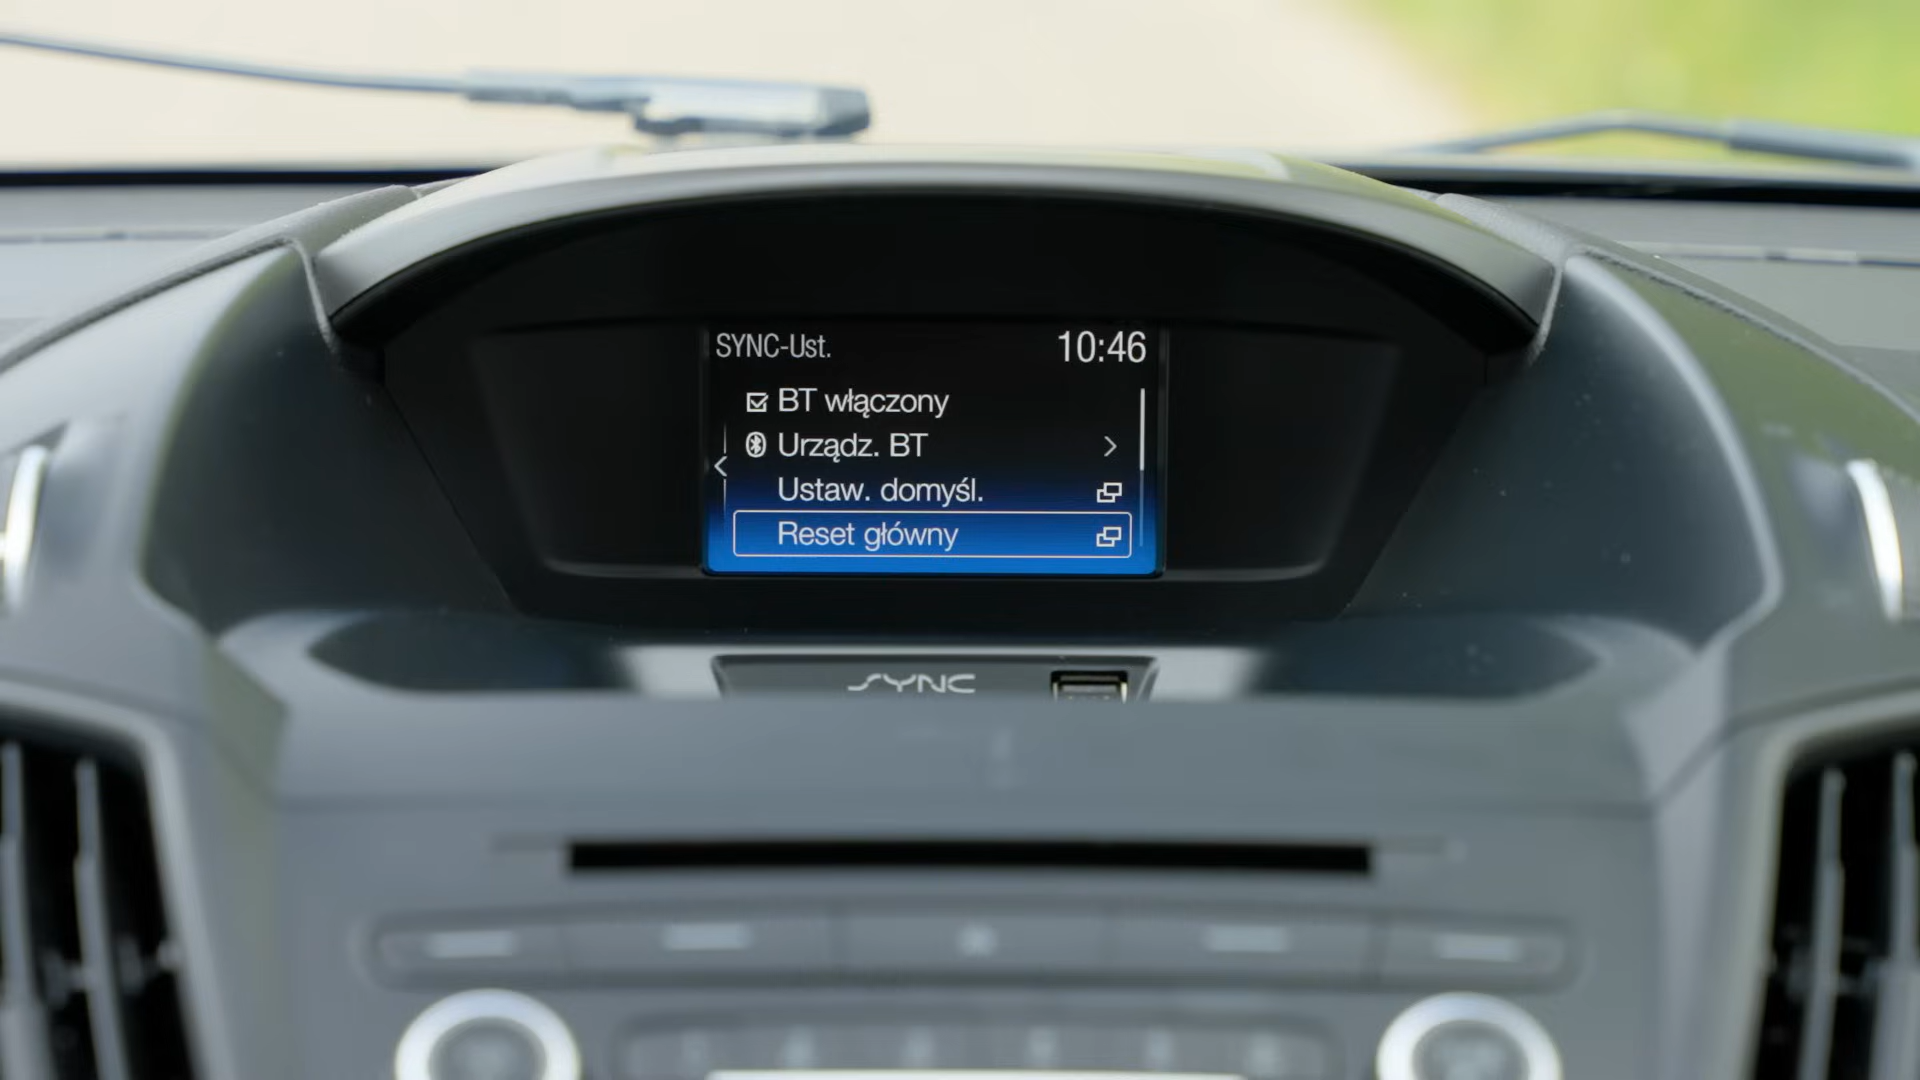 SYNC-Ust. 10:46
BT włączony
Urządz. BT
Ustaw. domyśl.
Reset główny
SYNC